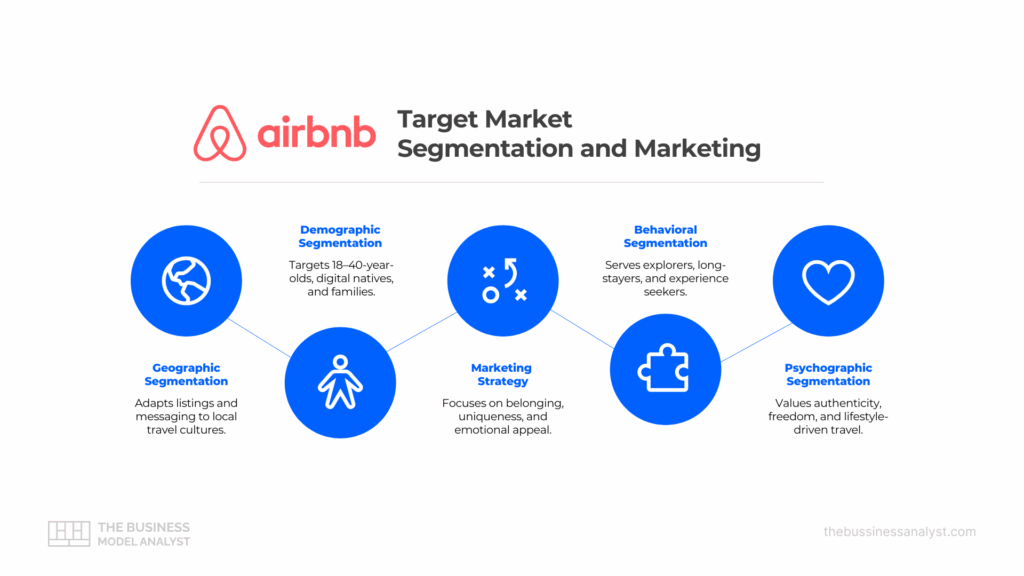 airbnb
Target Market
Segmentation and Marketing
Geographic
Segmentation
Adapts listings and
messaging to local
travel cultures.
Demographic
Segmentation
Targets 18–40-year-
olds, digital natives,
and families.
Marketing
Strategy
Focuses on belonging,
uniqueness, and
emotional appeal.
Behavioral
Segmentation
Serves explorers, long-
stayers, and experience
seekers.
Psychographic
Segmentation
Values authenticity,
freedom, and lifestyle-
driven travel.
THE BUSINESS
MODEL ANALYST
thebussinessanalyst.com